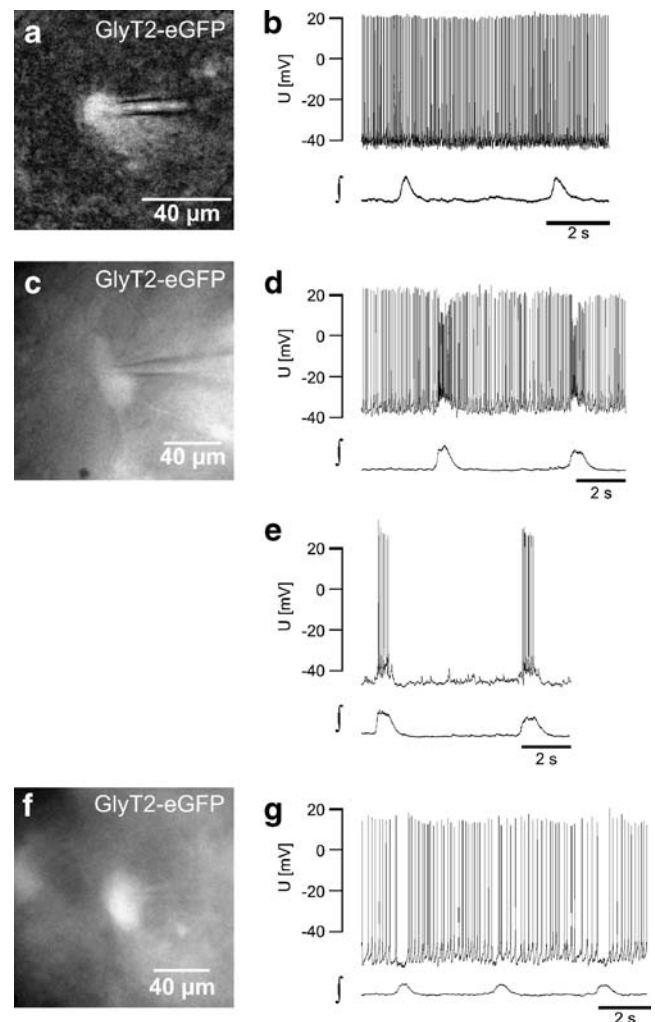 a GlyT2-eGFP
40 µm
b
U [mV]
20
0
-20
-40
∫
2 s
c GlyT2-eGFP
40 µm
d
U [mV]
20
0
-20
-40
∫
2 s
e
U [mV]
20
0
-20
-40
∫
2 s
f GlyT2-eGFP
40 µm
g
U [mV]
20
0
-20
-40
∫
2 s